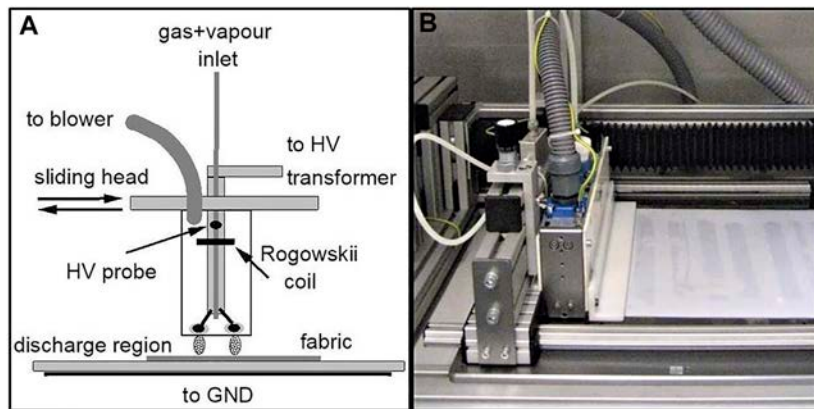 A
gas+vapour
inlet
to blower
to HV
transformer
sliding head
HV probe
Rogowskii
coil
discharge region
fabric
to GND
B